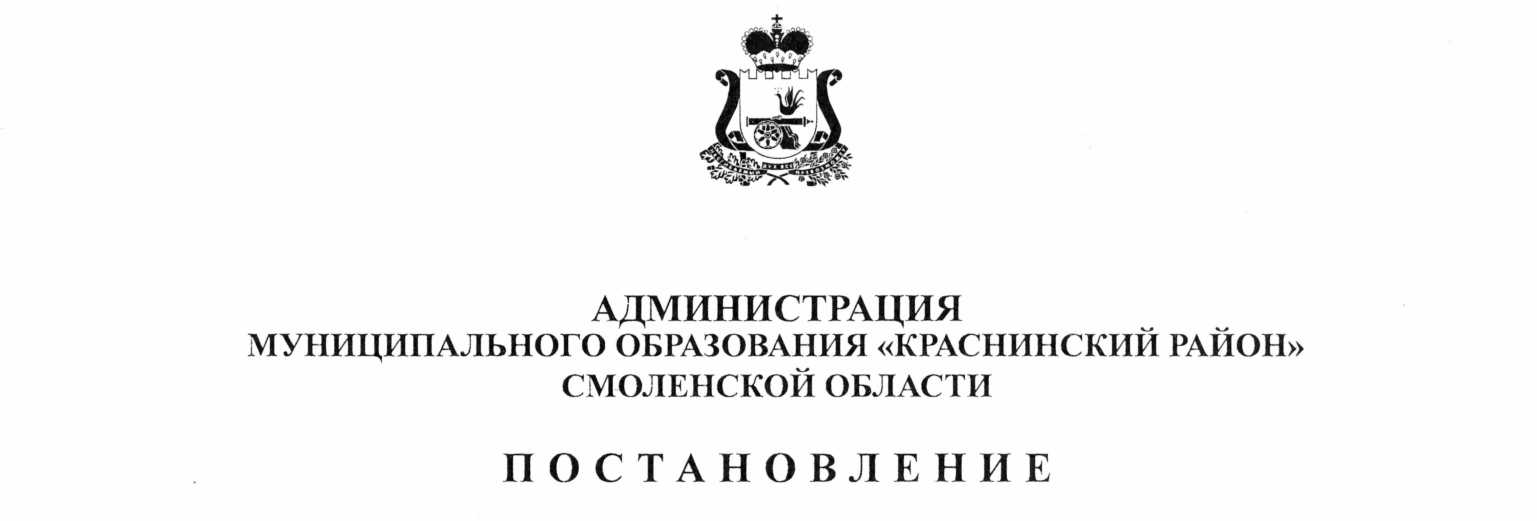 АДМИНИСТРАЦИЯ
МУНИЦИПАЛЬНОГО ОБРАЗОВАНИЯ «КРАСНИНСКИЙ РАЙОН»
СМОЛЕНСКОЙ ОБЛАСТИ
П О С Т А Н О В Л Е Н И Е